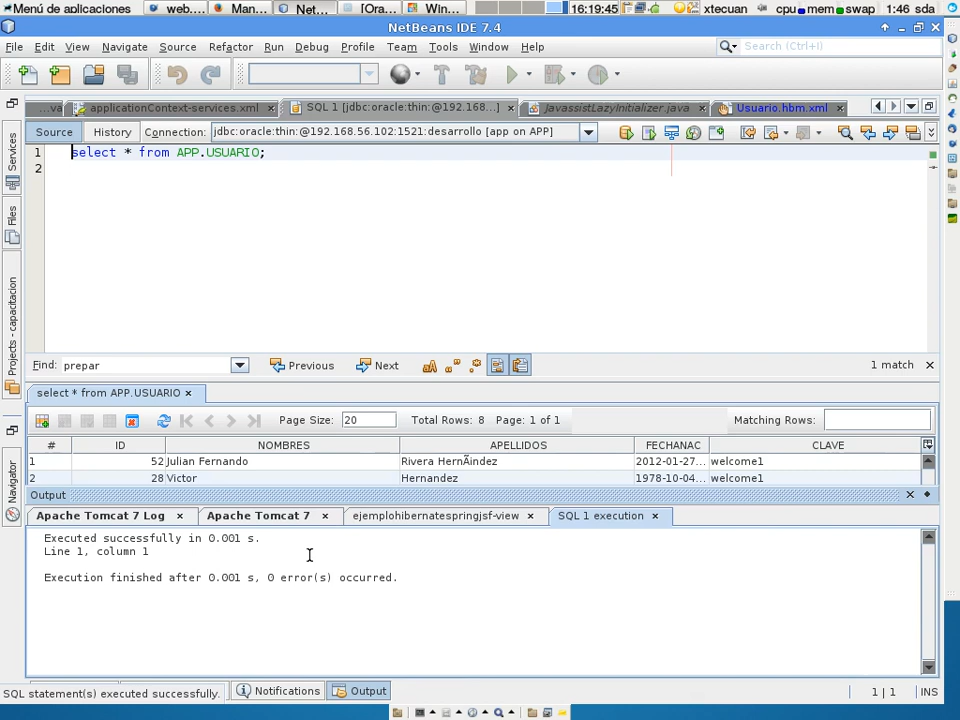 Menú de aplicaciones web.... Man... Net... [Ora... Win... 16:19:45 xtecuan cpu mem swap 1:46 sda
NetBeans IDE 7.4
File Edit View Navigate Source Refactor Run Debug Profile Team Tools Window Help Search (Ctrl+I)
...va applicationContext-services.xml SQL 1 [jdbc:oracle:thin:@192.168...] JavassistLazyInitializer.java Usuario.hbm.xml
Source History Connection: jdbc:oracle:thin:@192.168.56.102:1521:desarrollo [app on APP]
1 select * from APP.USUARIO;
2
Services
Files
Projects - capacitacion
Navigator
Find: prepar Previous Next 1 match
select * from APP.USUARIO
Page Size: 20 Total Rows: 8 Page: 1 of 1 Matching Rows:
# ID NOMBRES APELLIDOS FECHANAC CLAVE
1 52 Julian Fernando Rivera HernÃindez 2012-01-27... welcome1
2 28 Victor Hernandez 1978-10-04... welcome1
Output
Apache Tomcat 7 Log Apache Tomcat 7 ejemplohibernatespringjsf-view SQL 1 execution
Executed successfully in 0.001 s.
Line 1, column 1
Execution finished after 0.001 s, 0 error(s) occurred.
SQL statement(s) executed successfully. Notifications Output 1 | 1 INS